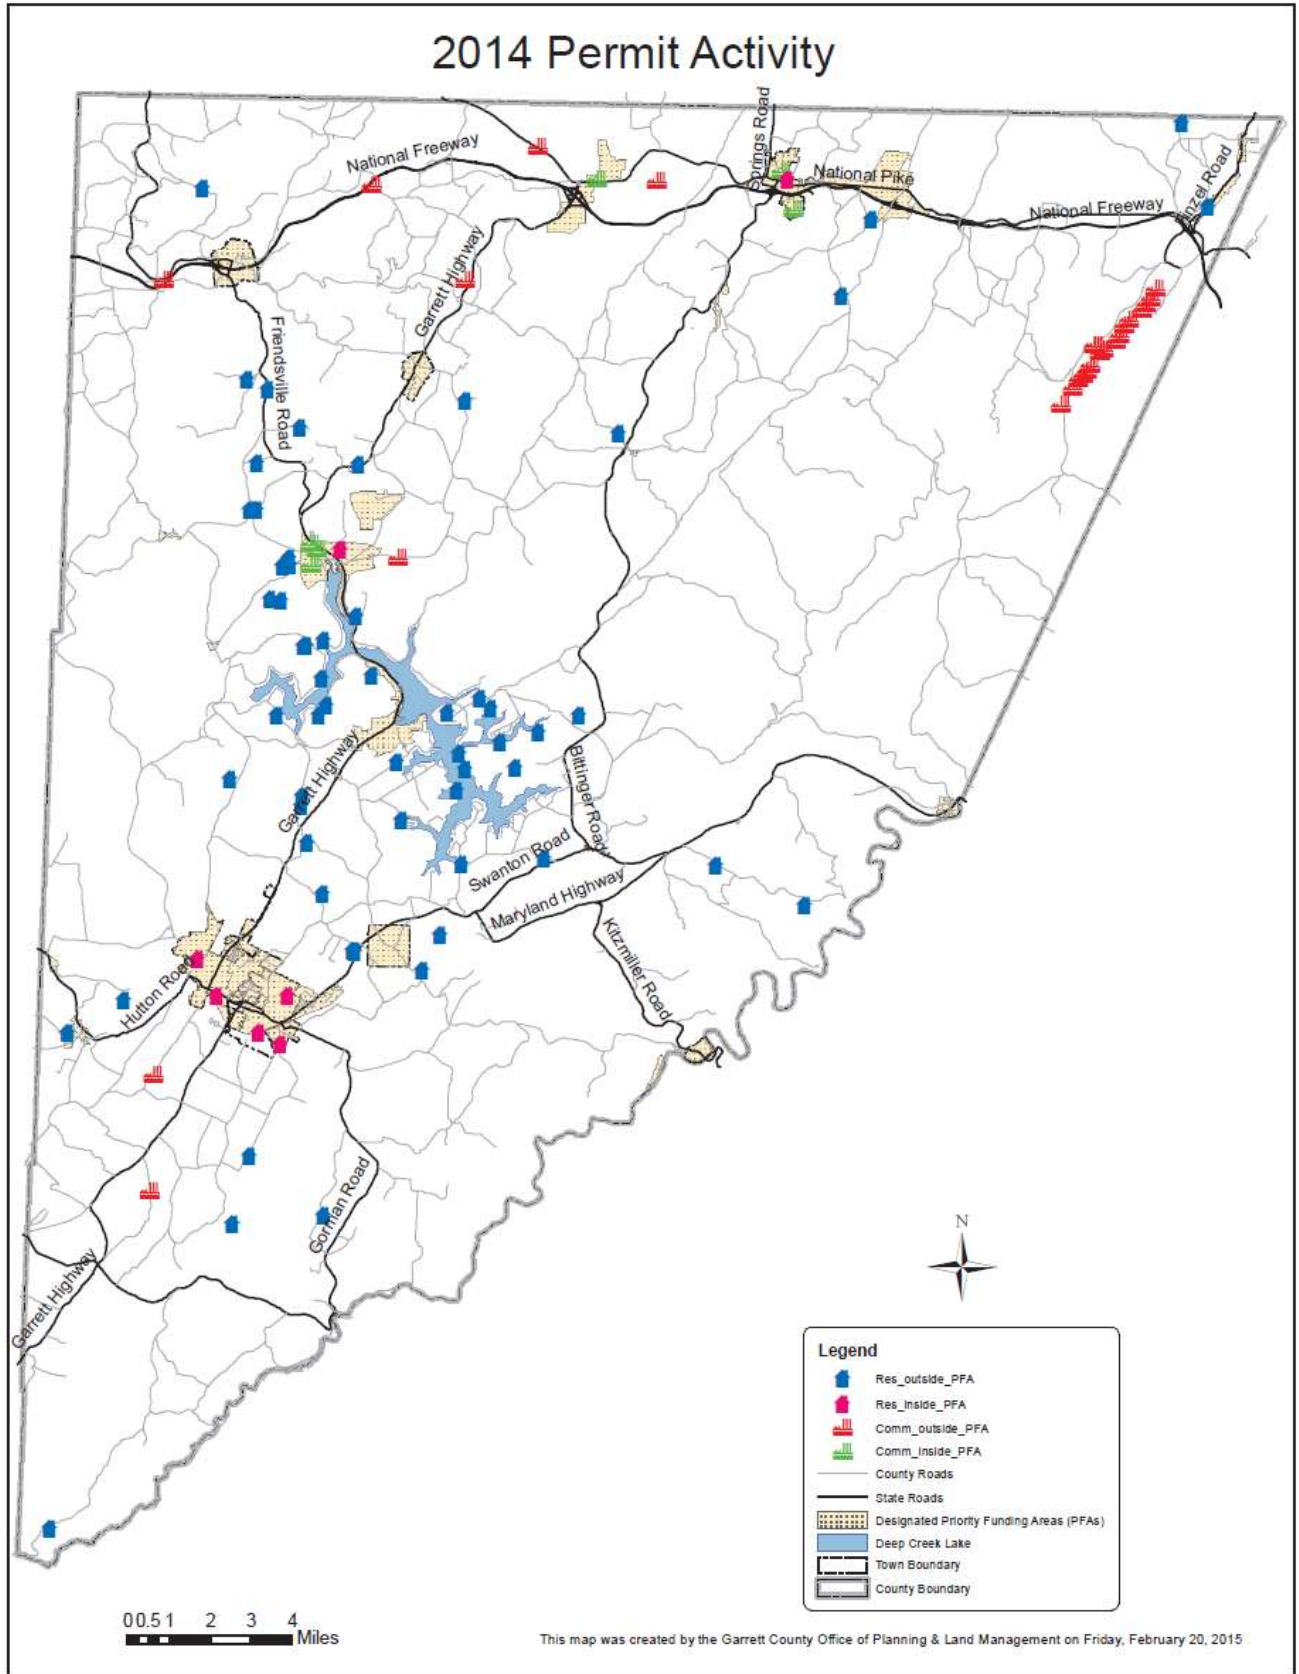 2014 Permit Activity
Springs Road
National Freeway
National Pike
National Freeway
Garrett Highway
Friendsville Road
Garrett Highway
Bittinger Road
Swanton Road
Maryland Highway
Kitzmiller Road
Hutton Road
Gorman Road
Garrett Highway
N
Legend
Res_outside_PFA
Res_inside_PFA
Comm_outside_PFA
Comm_inside_PFA
County Roads
State Roads
Designated Priority Funding Areas (PFAs)
Deep Creek Lake
Town Boundary
County Boundary
0 0.5 1 2 3 4
Miles
This map was created by the Garrett County Office of Planning & Land Management on Friday, February 20, 2015